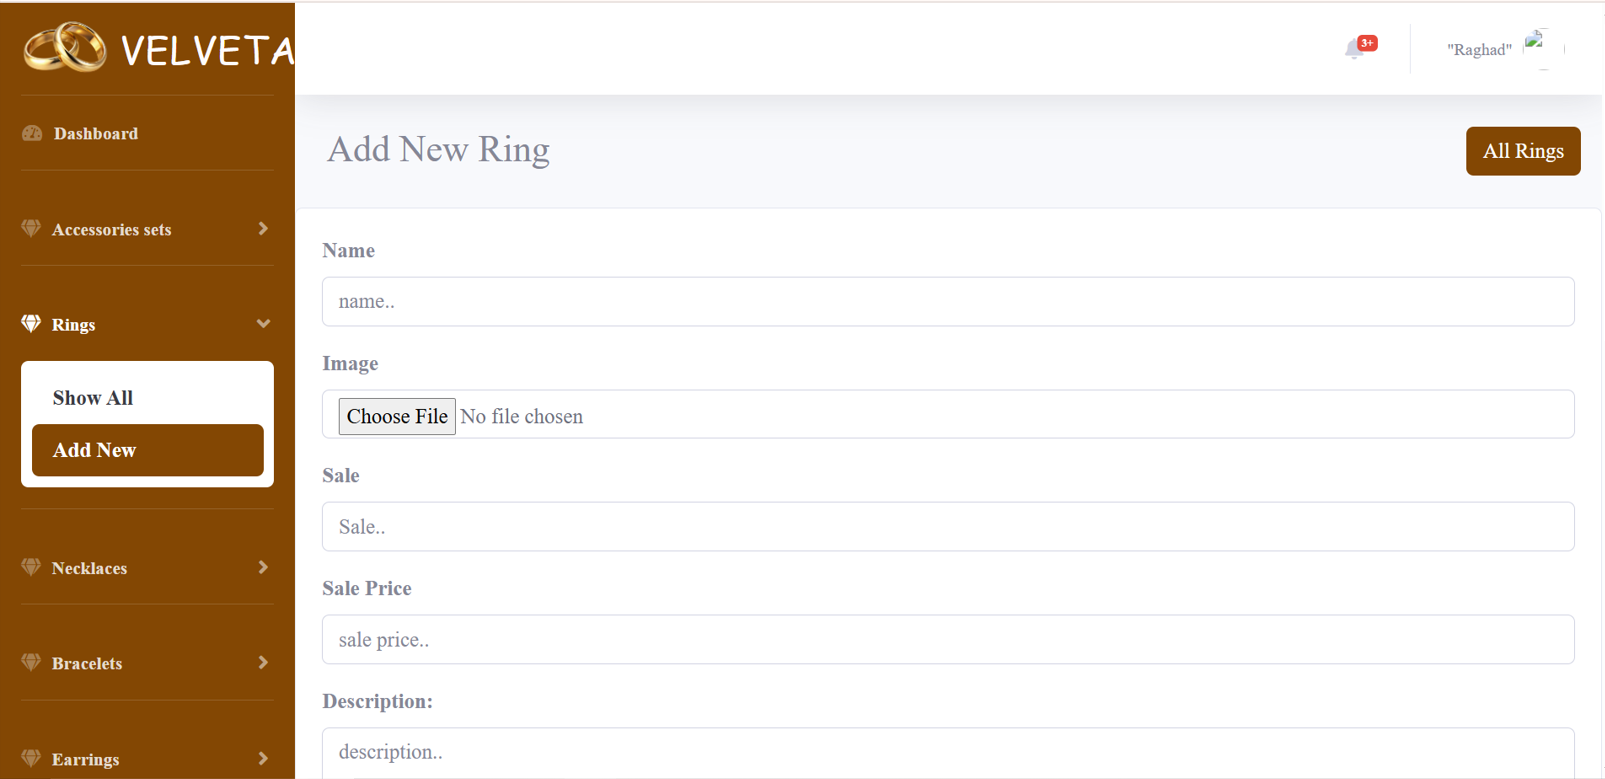 VELVETA
3+
"Raghad"
Dashboard
Add New Ring
All Rings
Accessories sets
Name
name..
Rings
Image
Show All
Choose File No file chosen
Add New
Sale
Sale..
Necklaces
Sale Price
sale price..
Bracelets
Description:
description..
Earrings